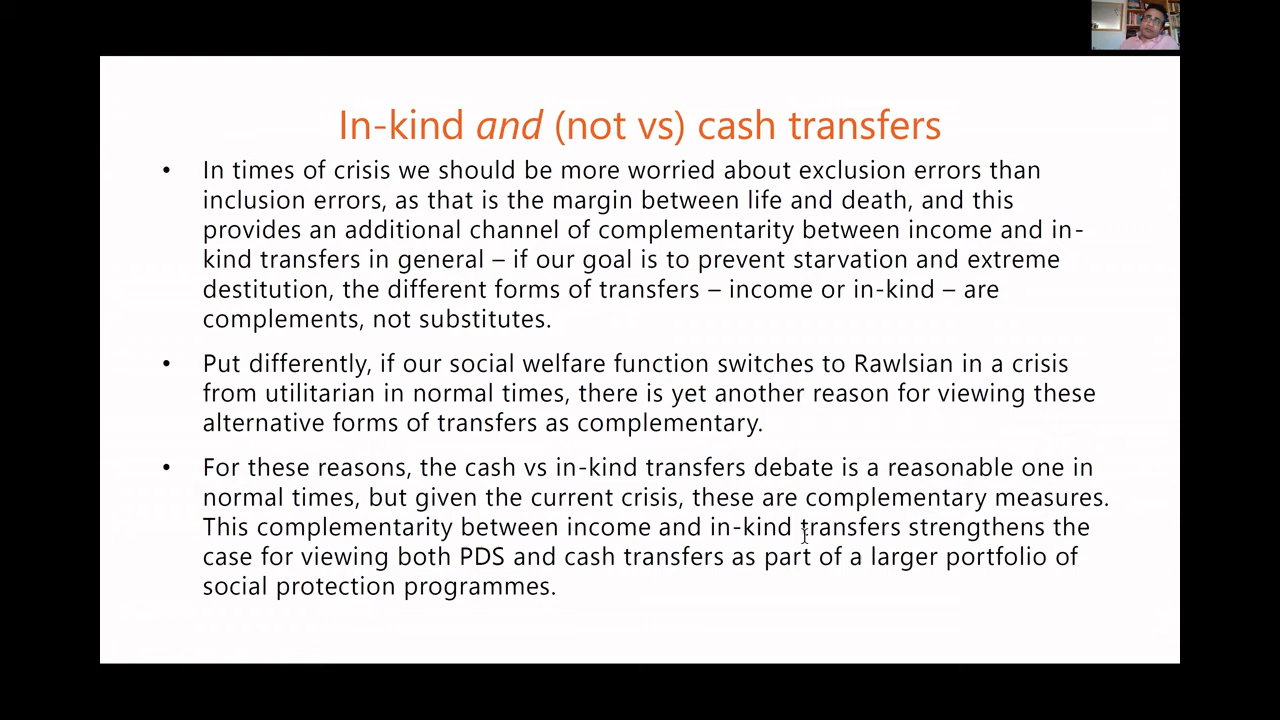 In-kind and (not vs) cash transfers
• In times of crisis we should be more worried about exclusion errors than
inclusion errors, as that is the margin between life and death, and this
provides an additional channel of complementarity between income and in-
kind transfers in general – if our goal is to prevent starvation and extreme
destitution, the different forms of transfers – income or in-kind – are
complements, not substitutes.
• Put differently, if our social welfare function switches to Rawlsian in a crisis
from utilitarian in normal times, there is yet another reason for viewing these
alternative forms of transfers as complementary.
• For these reasons, the cash vs in-kind transfers debate is a reasonable one in
normal times, but given the current crisis, these are complementary measures.
This complementarity between income and in-kind transfers strengthens the
case for viewing both PDS and cash transfers as part of a larger portfolio of
social protection programmes.